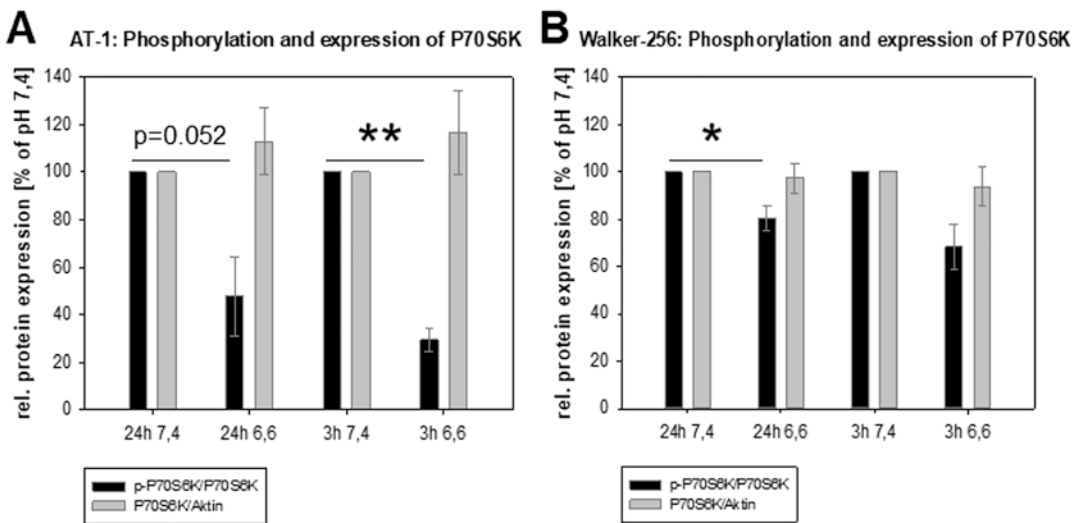 A AT-1: Phosphorylation and expression of P70S6K
rel. protein expression [% of pH 7,4]
140
120
100
80
60
40
20
0
p=0.052
**
24h 7,4 24h 6,6 3h 7,4 3h 6,6
p-P70S6K/P70S6K
P70S6K/Aktin
B Walker-256: Phosphorylation and expression of P70S6K
rel. protein expression [% of pH 7,4]
140
120
100
80
60
40
20
0
*
24h 7,4 24h 6,6 3h 7,4 3h 6,6
p-P70S6K/P70S6K
P70S6K/Aktin